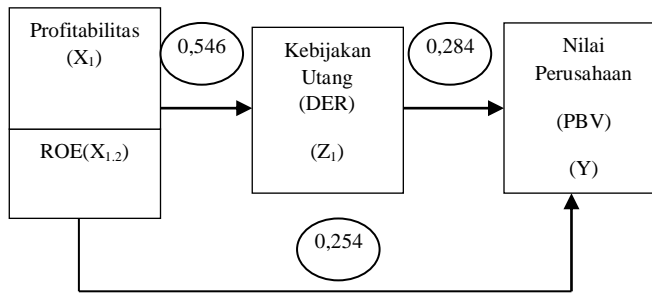 Profitabilitas
(X₁)
ROE(X₁.₂)
0,546
Kebijakan
Utang
(DER)
(Z₁)
0,284
Nilai
Perusahaan
(PBV)
(Y)
0,254